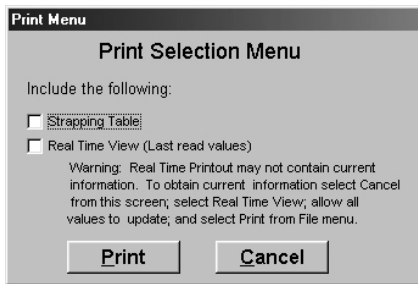 Print Menu
Print Selection Menu
Include the following:
Strapping Table
Real Time View (Last read values)
Warning: Real Time Printout may not contain current
information. To obtain current information select Cancel
from this screen; select Real Time View; allow all
values to update; and select Print from File menu.
Print
Cancel